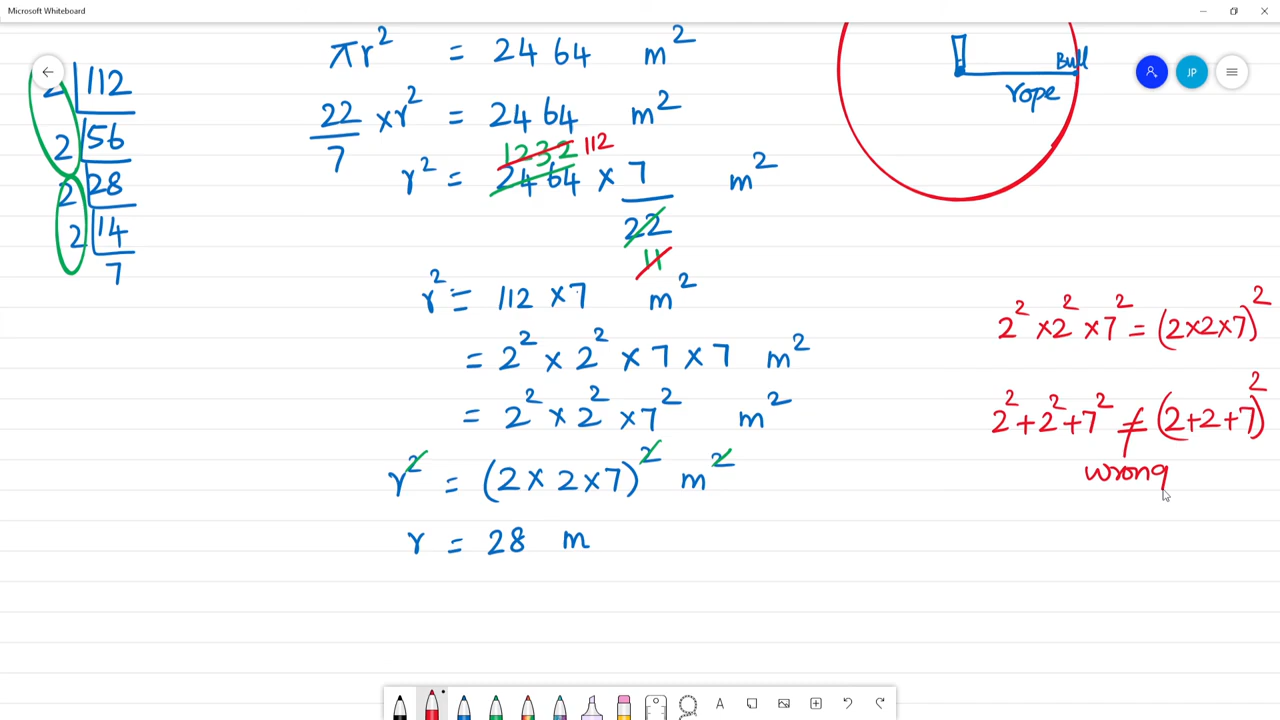 Microsoft Whiteboard
JP
2 | 112
2 | 56
2 | 28
2 | 14
7
πr² = 2464 m²
22/7 × r² = 2464 m²
1232 112
r² = 2464 × 7/22 m²
11
r² = 112 × 7 m²
= 2² × 2² × 7 × 7 m²
= 2² × 2² × 7² m²
r² = (2 × 2 × 7)² m²
r = 28 m
Bull
rope
2² × 2² × 7² = (2×2×7)²
2² + 2² + 7² ≠ (2+2+7)²
wrong
A